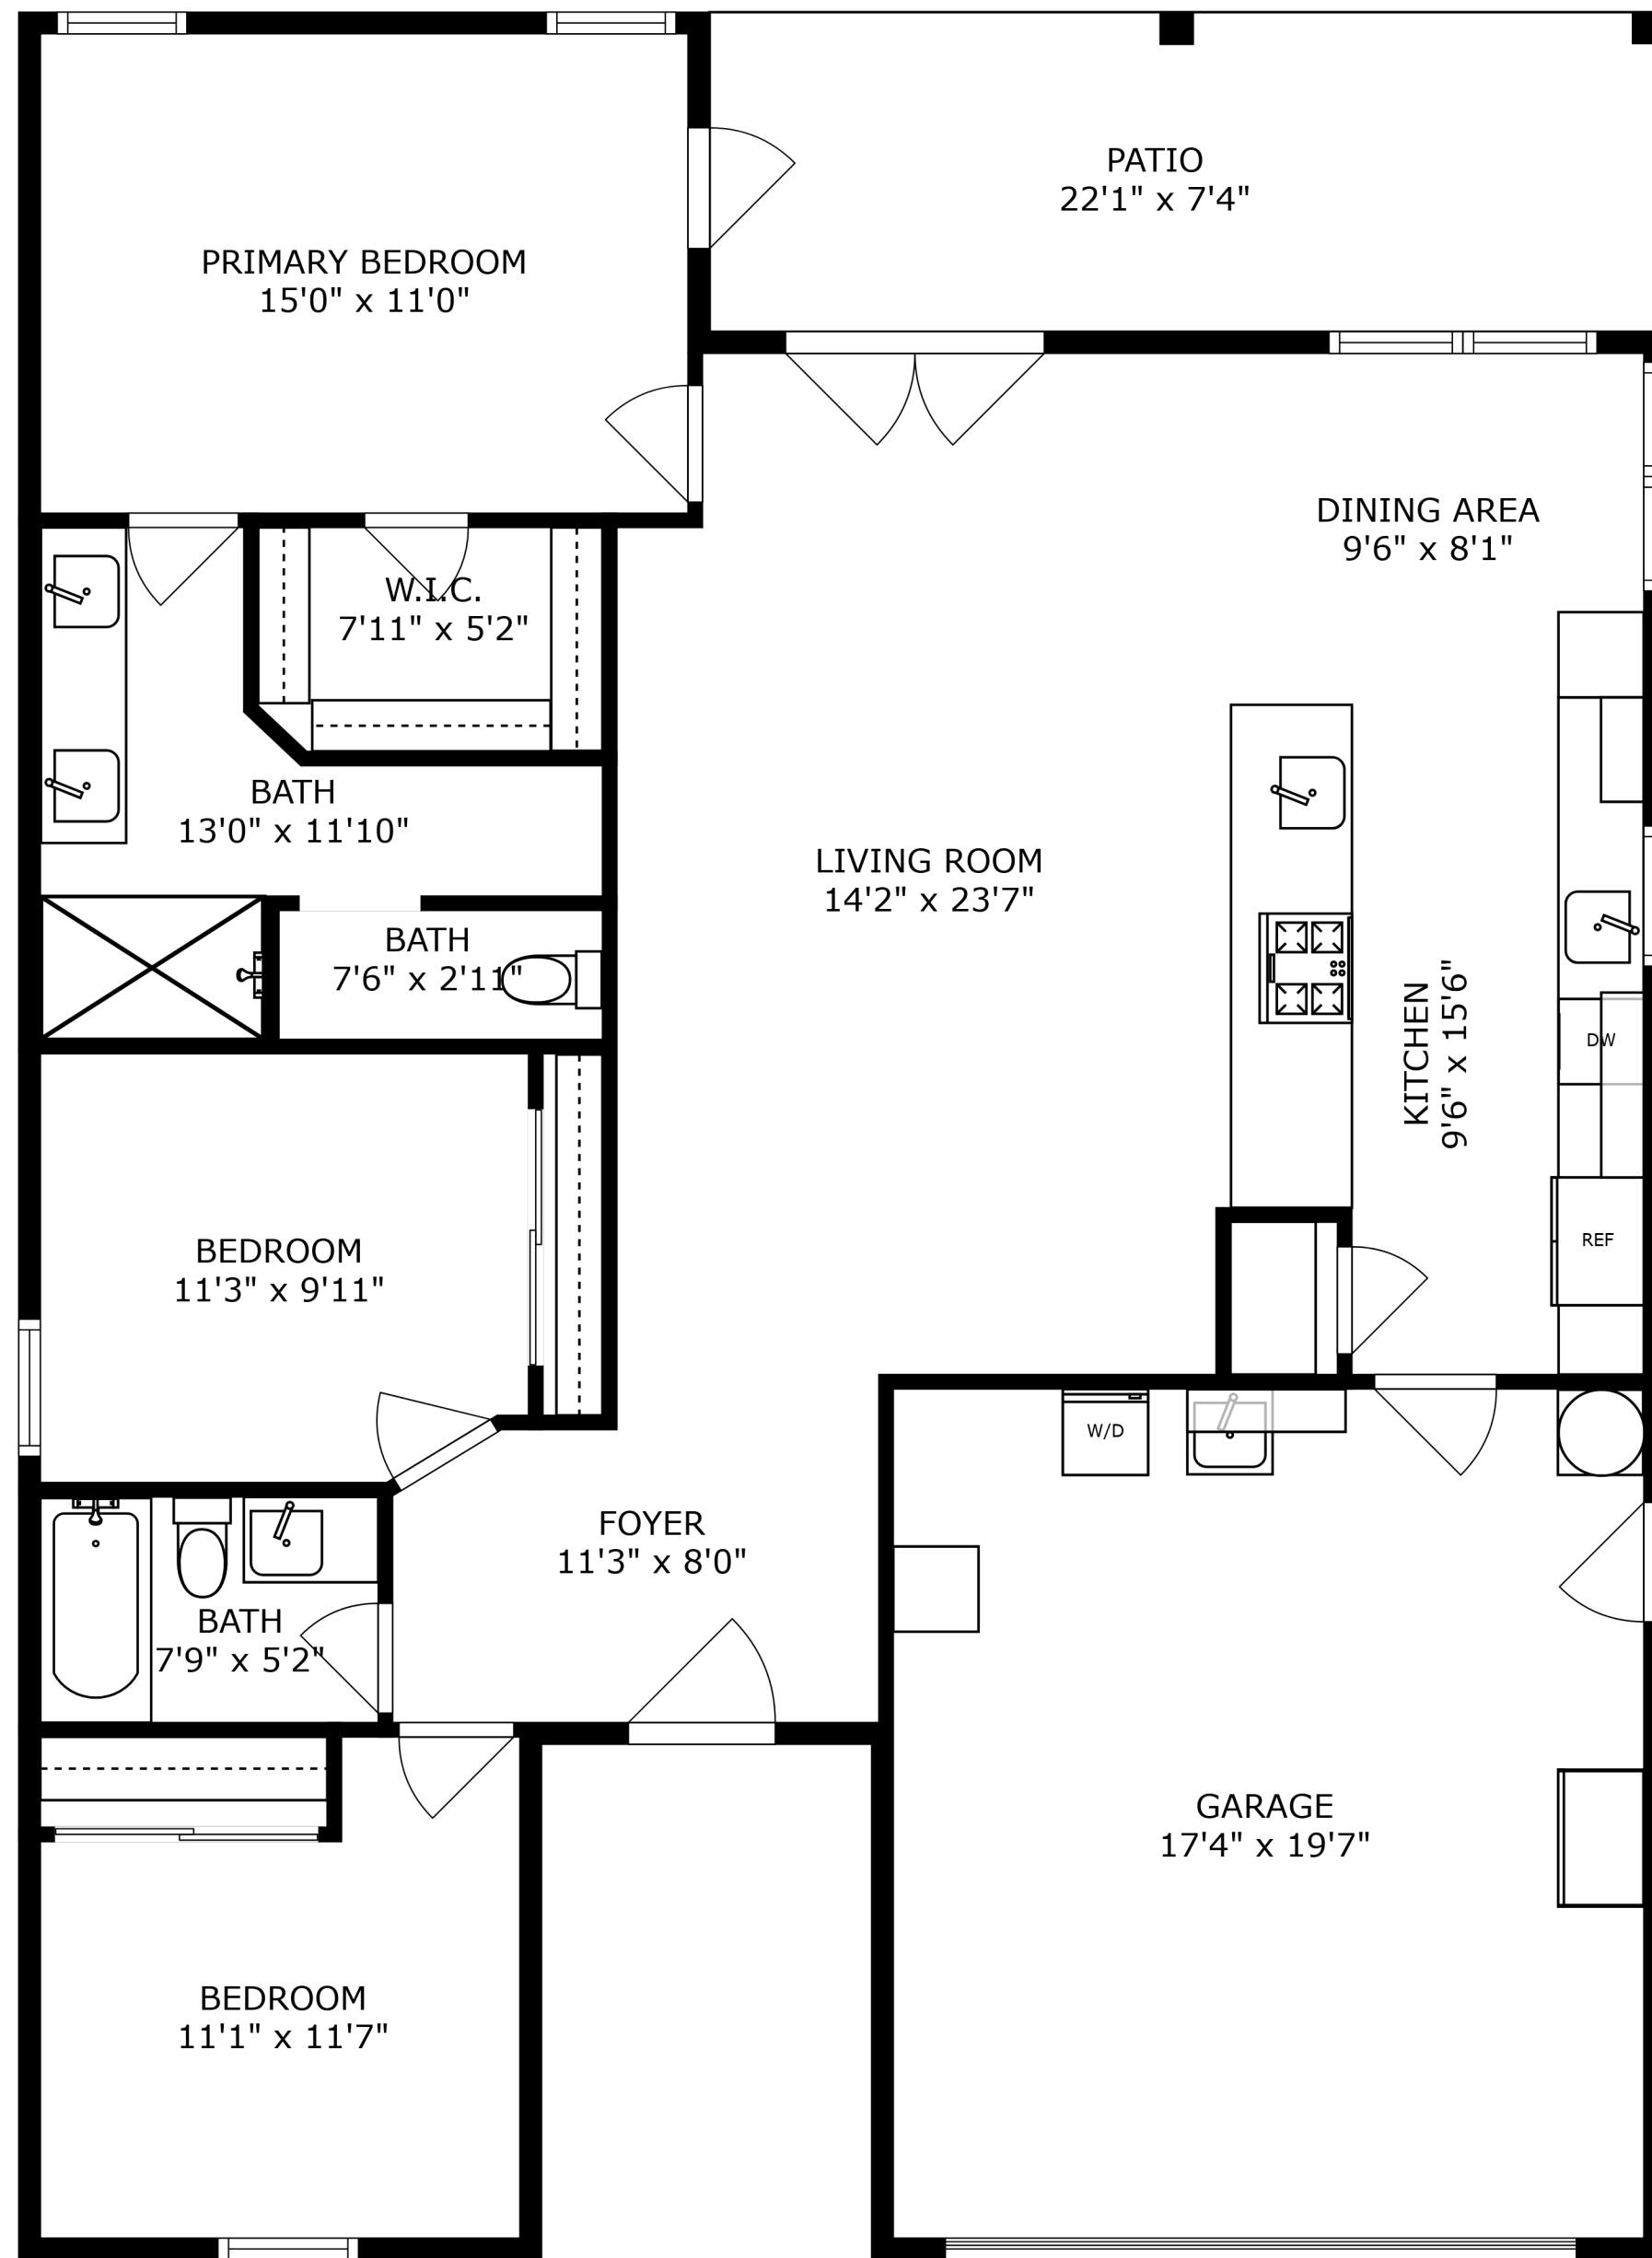 PATIO
22'1" x 7'4"
PRIMARY BEDROOM
15'0" x 11'0"
DINING AREA
9'6" x 8'1"
W.I.C.
7'11" x 5'2"
BATH
13'0" x 11'10"
LIVING ROOM
14'2" x 23'7"
BATH
7'6" x 2'11"
KITCHEN
9'6" x 15'6"
DW
REF
BEDROOM
11'3" x 9'11"
W/D
FOYER
11'3" x 8'0"
BATH
7'9" x 5'2"
GARAGE
17'4" x 19'7"
BEDROOM
11'1" x 11'7"